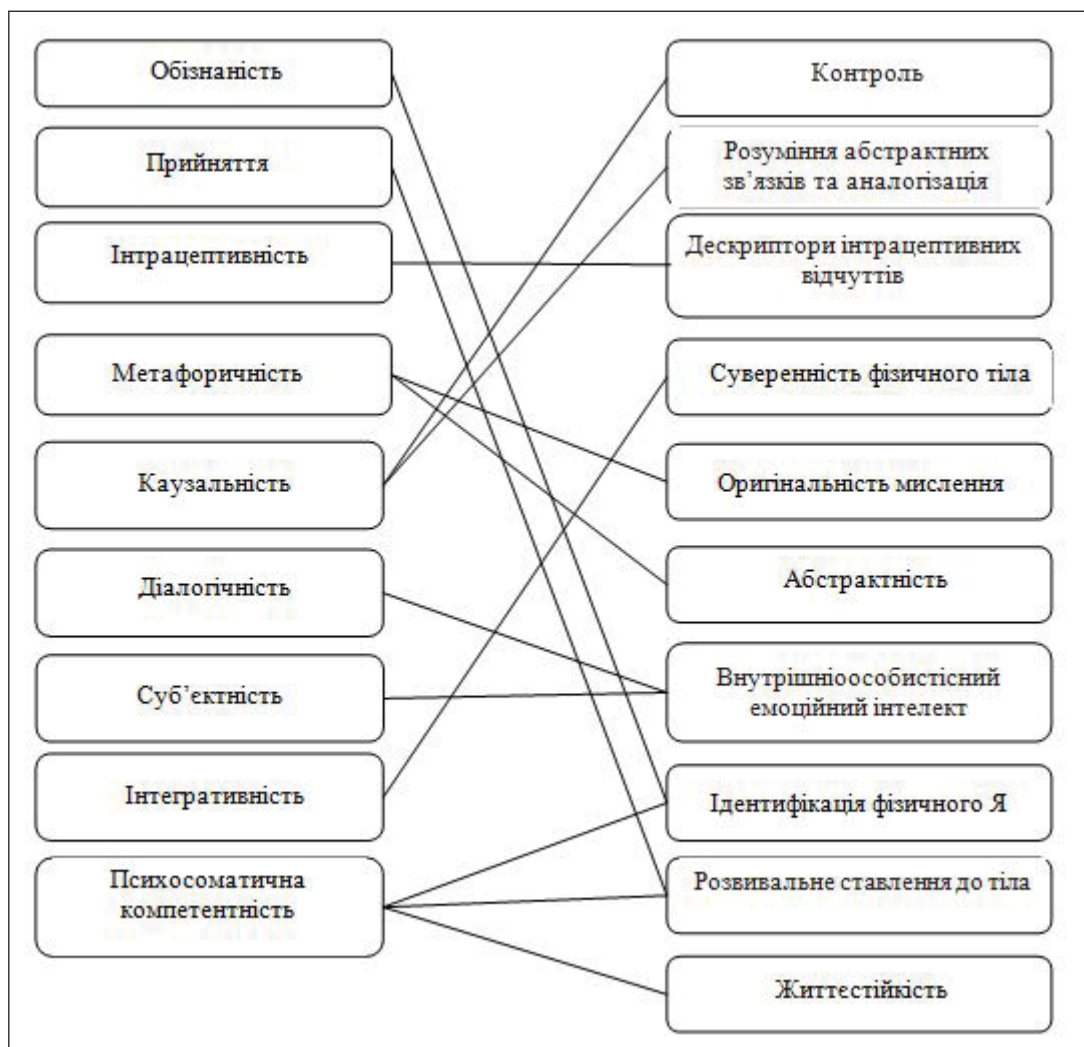 Обізнаність
Прийняття
Інтрацептивність
Метафоричність
Каузальність
Діалогічність
Суб’єктність
Інтегративність
Психосоматична
компетентність
Контроль
Розуміння абстрактних
зв’язків та аналогізація
Дескриптори інтрацептивних
відчуттів
Суверенність фізичного тіла
Оригінальність мислення
Абстрактність
Внутрішньоособистісний
емоційний інтелект
Ідентифікація фізичного Я
Розвивальне ставлення до тіла
Життєстійкість